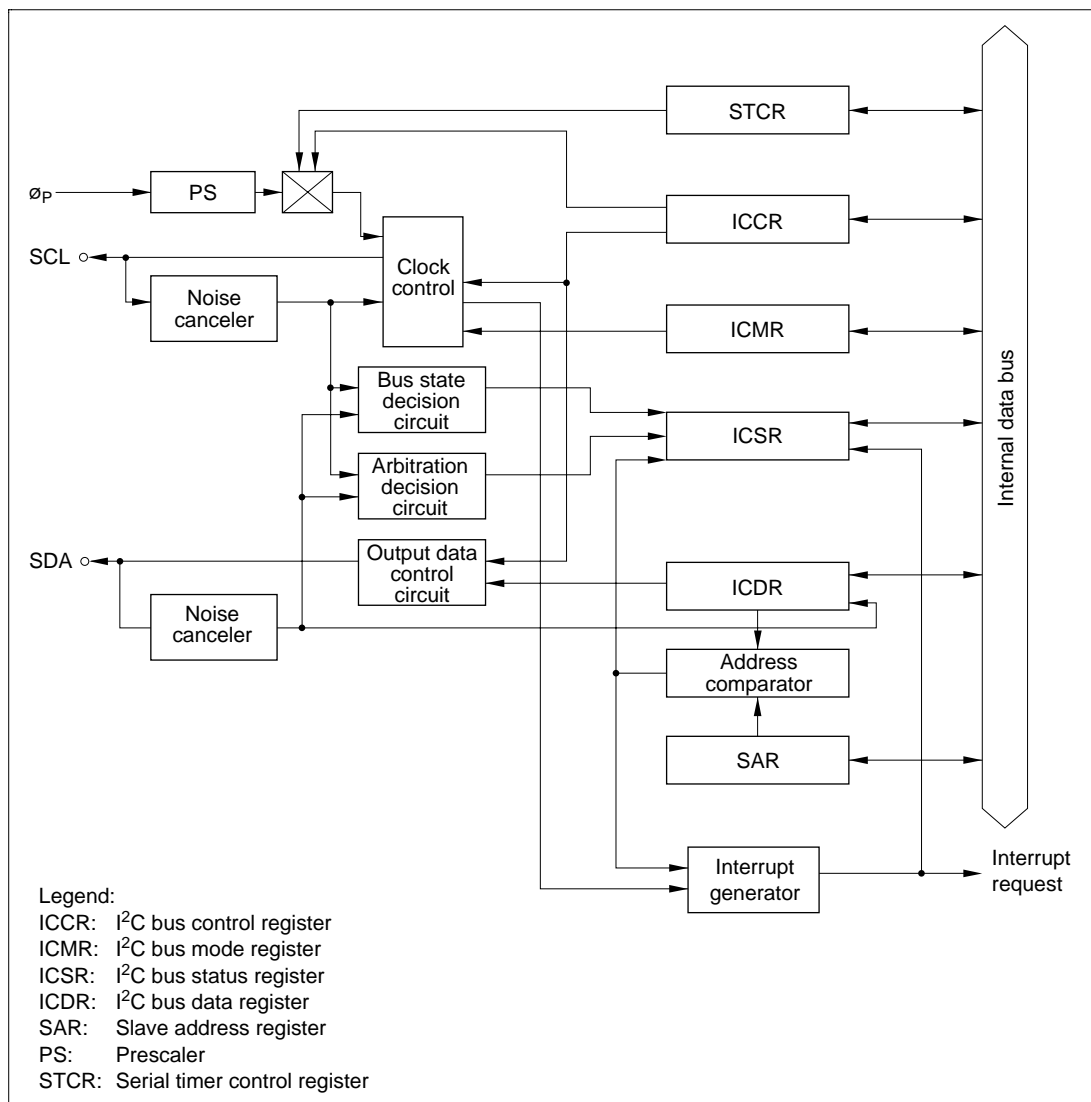 STCR
øP
PS
ICCR
SCL
Clock
control
Noise
canceler
ICMR
Bus state
decision
circuit
ICSR
Internal data bus
Arbitration
decision
circuit
SDA
Output data
control
circuit
ICDR
Noise
canceler
Address
comparator
SAR
Interrupt
generator
Interrupt
request
Legend:
ICCR: I²C bus control register
ICMR: I²C bus mode register
ICSR: I²C bus status register
ICDR: I²C bus data register
SAR: Slave address register
PS: Prescaler
STCR: Serial timer control register